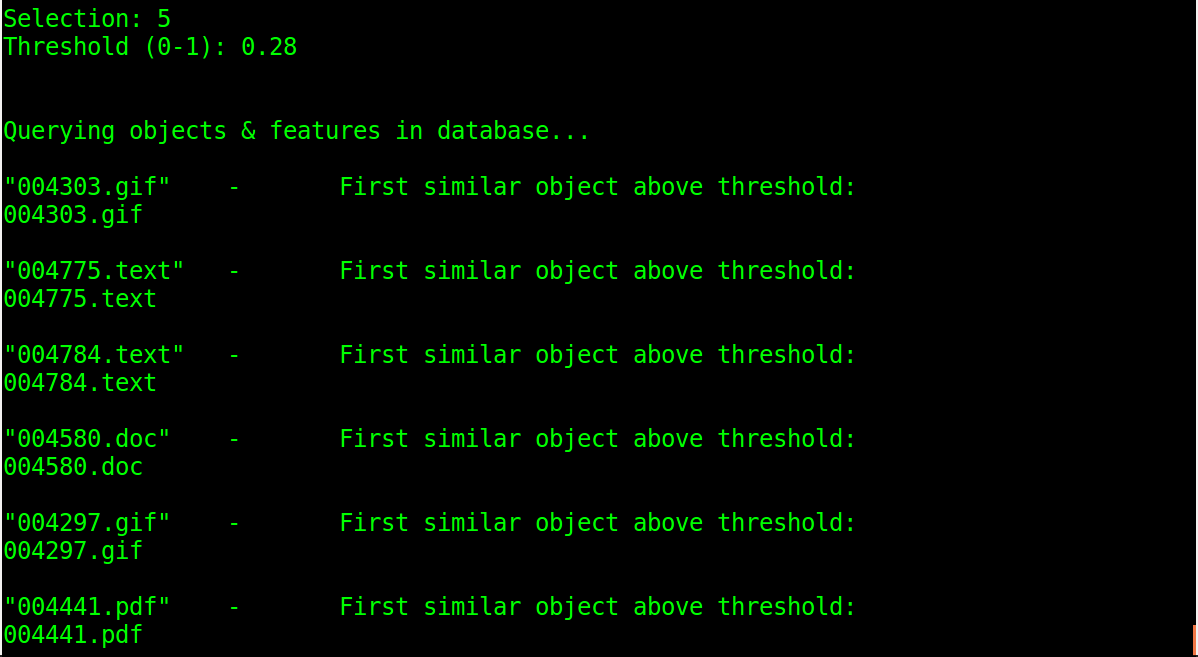 Selection: 5
Threshold (0-1): 0.28
Querying objects & features in database...
"004303.gif"    -       First similar object above threshold:
004303.gif
"004775.text"   -       First similar object above threshold:
004775.text
"004784.text"   -       First similar object above threshold:
004784.text
"004580.doc"    -       First similar object above threshold:
004580.doc
"004297.gif"    -       First similar object above threshold:
004297.gif
"004441.pdf"    -       First similar object above threshold:
004441.pdf